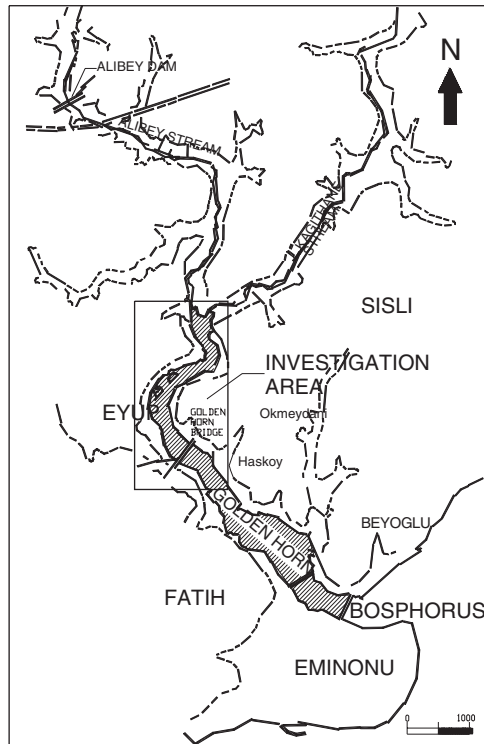 N
ALIBEY DAM
ALIBEY STREAM
KAGITHANE
STREAM
SISLI
INVESTIGATION
AREA
EYUP
GOLDEN
HORN
BRIDGE
Okmeydani
Haskoy
GOLDEN HORN
BEYOGLU
FATIH
BOSPHORUS
EMINONU
0 1000